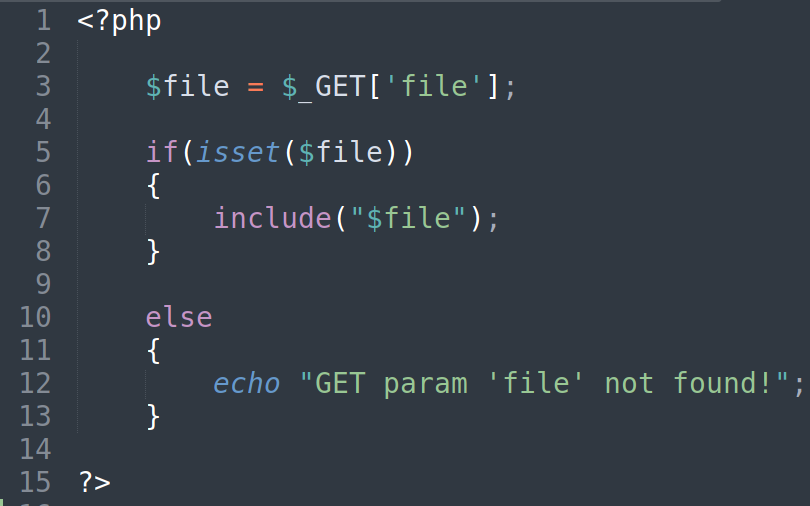 1 <?php
2
3     $file = $_GET['file'];
4
5     if(isset($file))
6     {
7         include("$file");
8     }
9
10     else
11     {
12         echo "GET param 'file' not found!";
13     }
14
15 ?>